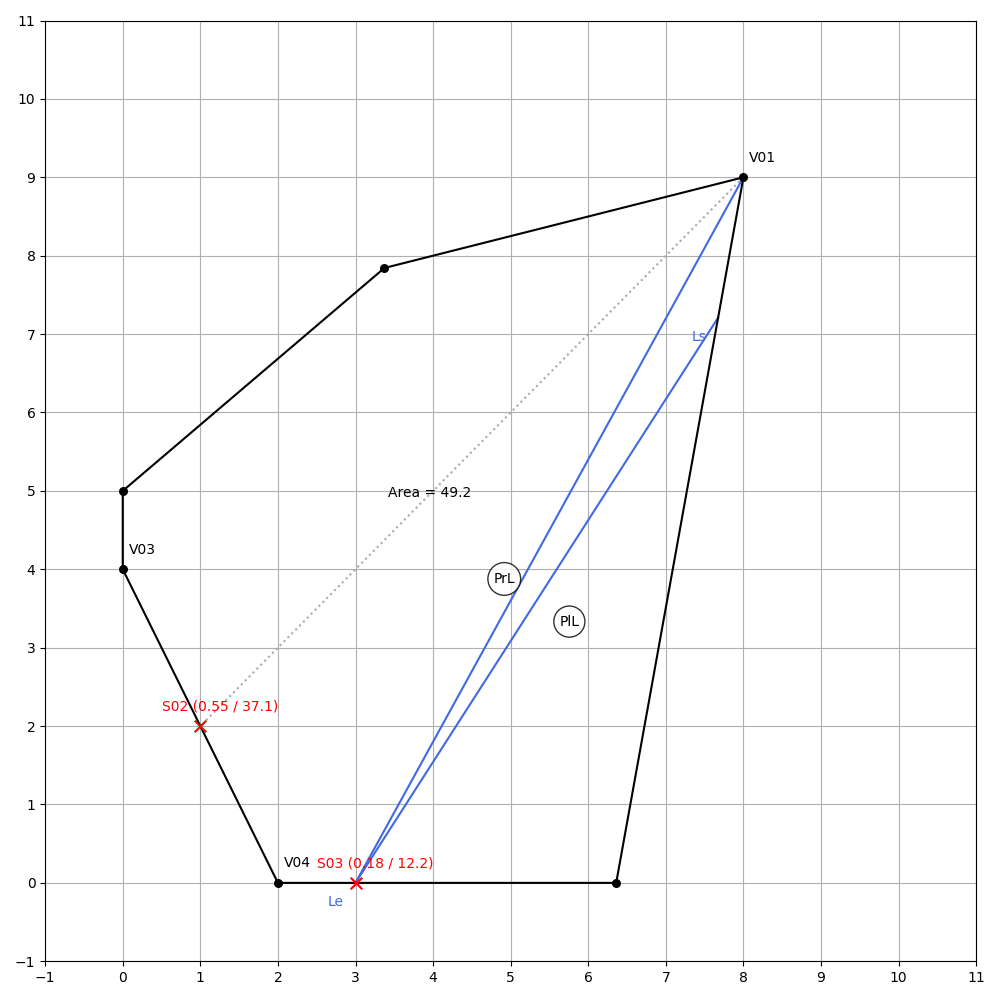 11
10
9
8
7
6
5
4
3
2
1
0
−1
V01
Ls
Area = 49.2
V03
PrL
PlL
S02 (0.55 / 37.1)
V04
S03 (0.18 / 12.2)
Le
−1 0 1 2 3 4 5 6 7 8 9 10 11